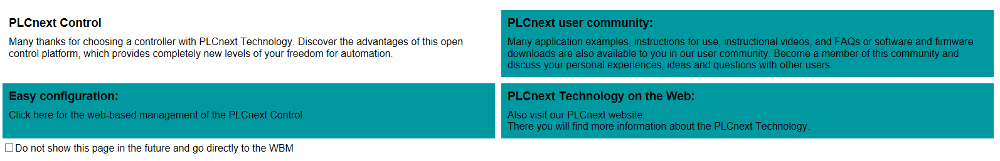 PLCnext Control
Many thanks for choosing a controller with PLCnext Technology. Discover the advantages of this open
control platform, which provides completely new levels of your freedom for automation.
PLCnext user community:
Many application examples, instructions for use, instructional videos, and FAQs or software and firmware
downloads are also available to you in our user community. Become a member of this community and
discuss your personal experiences, ideas and questions with other users.
Easy configuration:
Click here for the web-based management of the PLCnext Control.
PLCnext Technology on the Web:
Also visit our PLCnext website.
There you will find more information about the PLCnext Technology.
Do not show this page in the future and go directly to the WBM